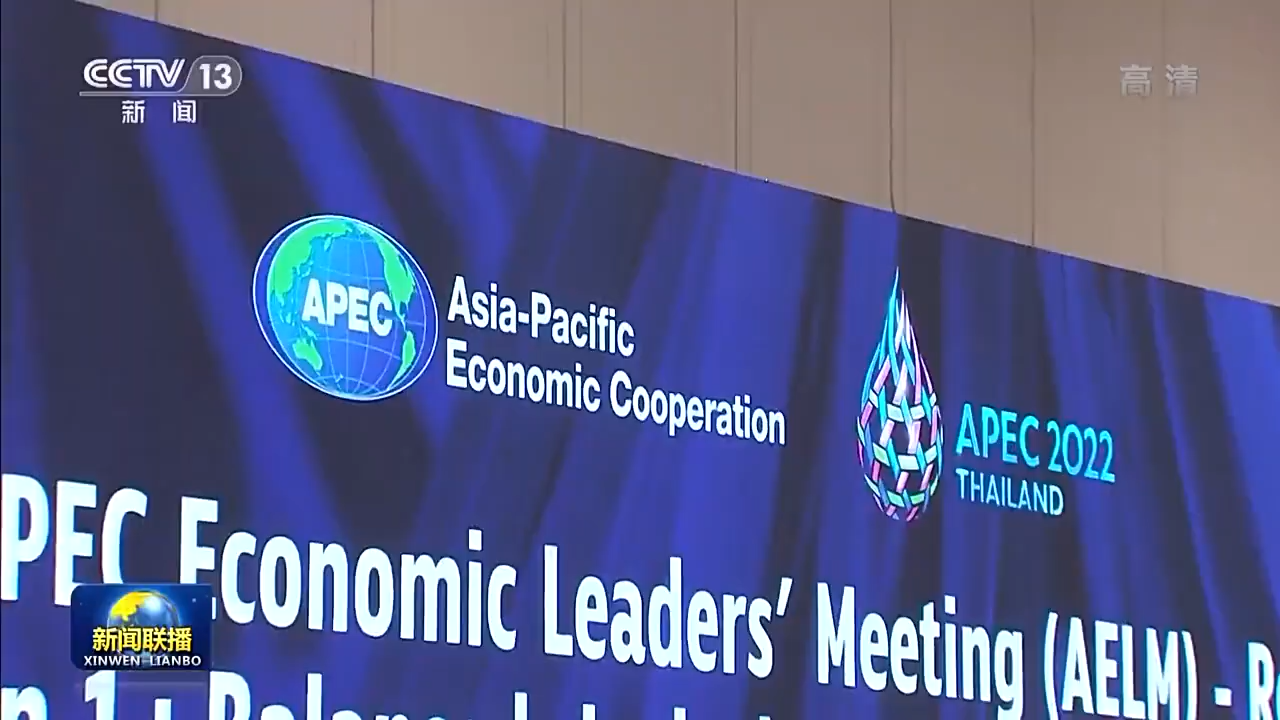 CCTV 13
新闻
高清
APEC
Asia-Pacific
Economic Cooperation
APEC 2022
THAILAND
PEC Economic Leaders' Meeting (AELM) - R
新闻联播
XINWEN LIANBO